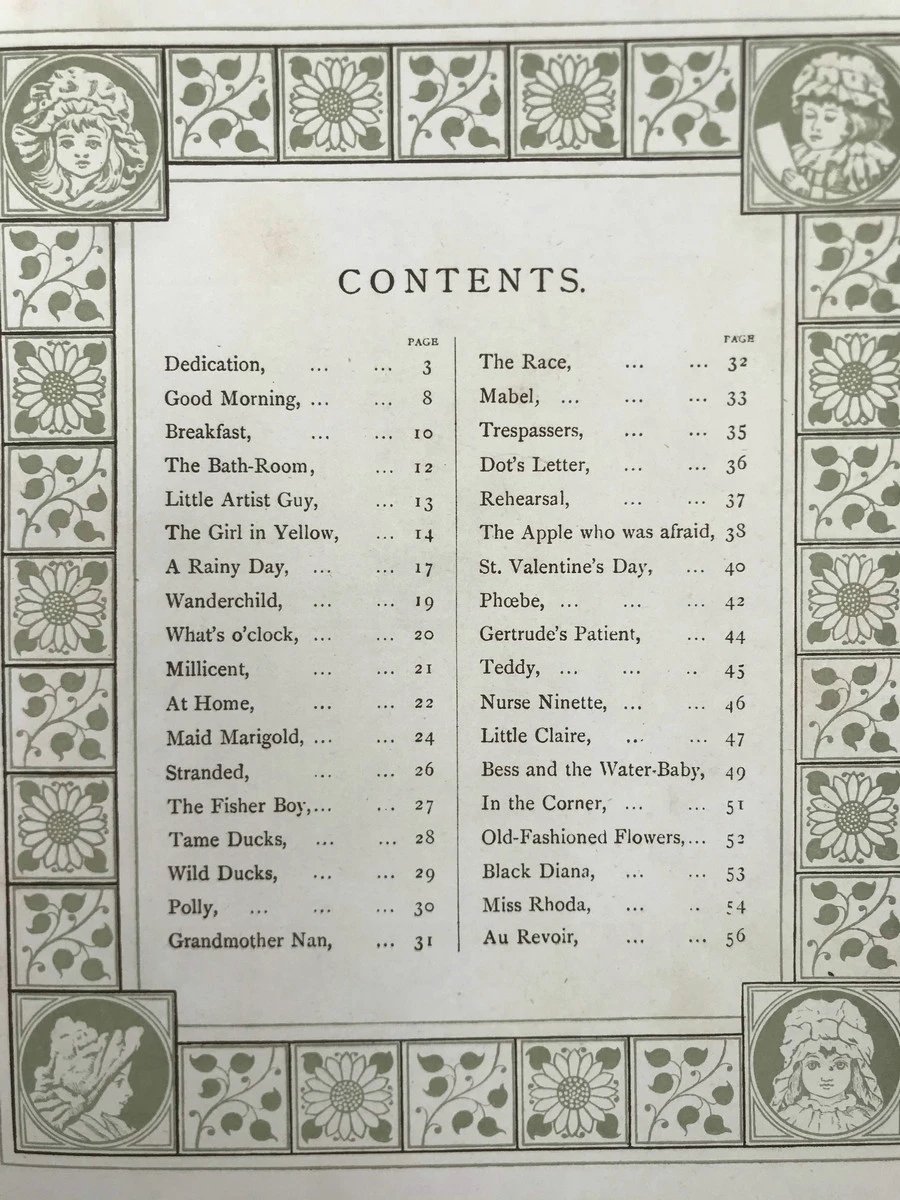 CONTENTS.
PAGE
Dedication, ... ... 3
Good Morning, ... ... 8
Breakfast, ... ... 10
The Bath-Room, ... 12
Little Artist Guy, ... 13
The Girl in Yellow, ... 14
A Rainy Day, ... ... 17
Wanderchild, ... ... 19
What's o'clock, ... ... 20
Millicent, ... ... 21
At Home, ... ... 22
Maid Marigold, ... ... 24
Stranded, ... ... 26
The Fisher Boy,... ... 27
Tame Ducks, ... ... 28
Wild Ducks, ... ... 29
Polly, ... ... ... 30
Grandmother Nan, ... 31
PAGE
The Race, ... ... 32
Mabel, ... ... ... 33
Trespassers, ... ... 35
Dot's Letter, ... ... 36
Rehearsal, ... ... 37
The Apple who was afraid, 38
St. Valentine's Day, ... 40
Phœbe, ... ... ... 42
Gertrude's Patient, ... 44
Teddy, ... ... .. 45
Nurse Ninette, ... ... 46
Little Claire, ... ... 47
Bess and the Water-Baby, 49
In the Corner, ... ... 51
Old-Fashioned Flowers,... 52
Black Diana, ... ... 53
Miss Rhoda, ... .. 54
Au Revoir, ... ... 56